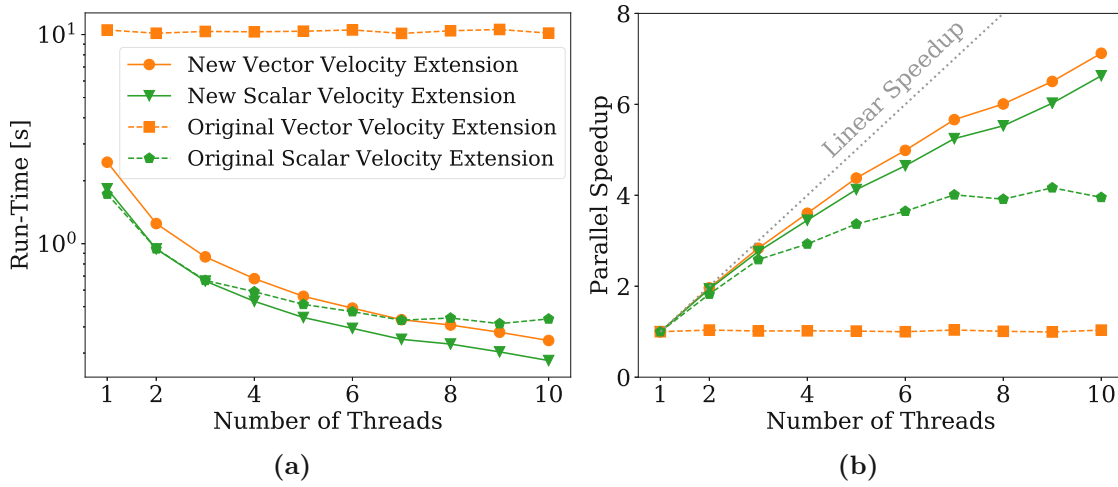 10¹
10⁰
Run-Time [s]
New Vector Velocity Extension
New Scalar Velocity Extension
Original Vector Velocity Extension
Original Scalar Velocity Extension
1 2 4 6 8 10
Number of Threads
(a)
8
6
4
2
0
Parallel Speedup
Linear Speedup
1 2 4 6 8 10
Number of Threads
(b)